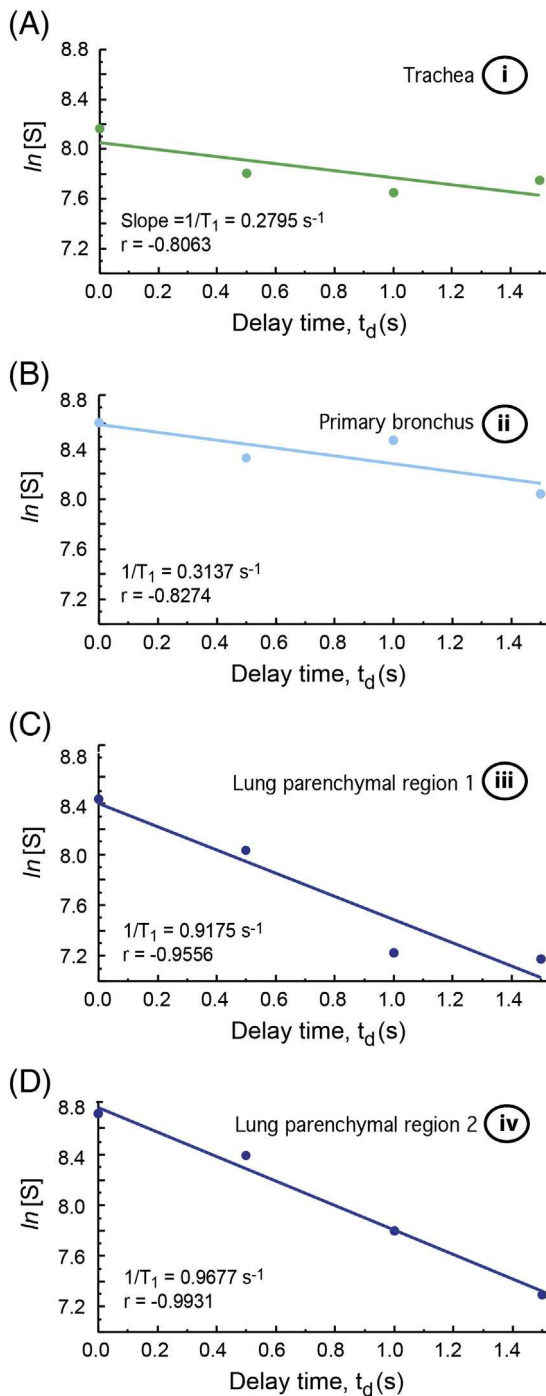 (A)
Trachea i
ln [S]
8.8
8.4
8.0
7.6
7.2
Slope =1/T₁ = 0.2795 s⁻¹
r = -0.8063
0.0 0.2 0.4 0.6 0.8 1.0 1.2 1.4
Delay time, t_d(s)
(B)
Primary bronchus ii
ln [S]
8.8
8.4
8.0
7.6
7.2
1/T₁ = 0.3137 s⁻¹
r = -0.8274
0.0 0.2 0.4 0.6 0.8 1.0 1.2 1.4
Delay time, t_d(s)
(C)
Lung parenchymal region 1 iii
ln [S]
8.8
8.4
8.0
7.6
7.2
1/T₁ = 0.9175 s⁻¹
r = -0.9556
0.0 0.2 0.4 0.6 0.8 1.0 1.2 1.4
Delay time, t_d(s)
(D)
Lung parenchymal region 2 iv
ln [S]
8.8
8.4
8.0
7.6
7.2
1/T₁ = 0.9677 s⁻¹
r = -0.9931
0.0 0.2 0.4 0.6 0.8 1.0 1.2 1.4
Delay time, t_d(s)